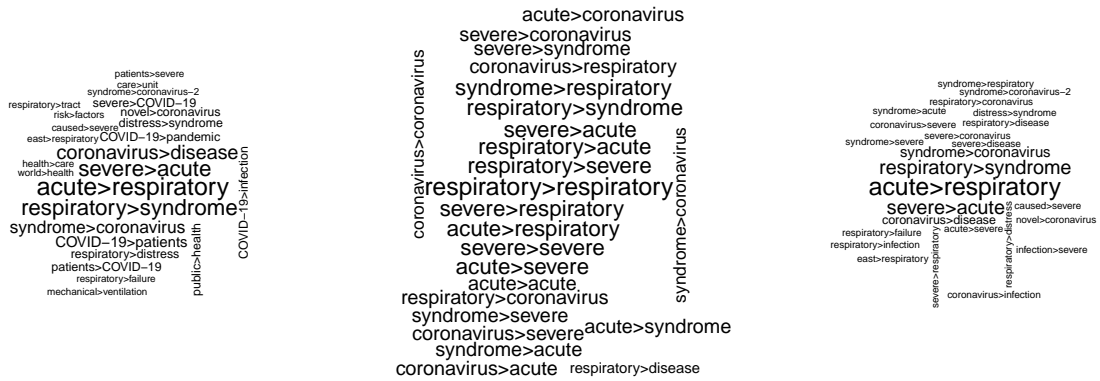 patients>severe
care>unit
syndrome>coronavirus−2
respiratory>tract
severe>COVID−19
risk>factors
novel>coronavirus
caused>severe
distress>syndrome
east>respiratory
COVID−19>pandemic
coronavirus>disease
health>care
severe>acute
world>health
acute>respiratory
respiratory>syndrome
COVID−19>infection
syndrome>coronavirus
COVID−19>patients
respiratory>distress
public>health
patients>COVID−19
respiratory>failure
mechanical>ventilation
acute>coronavirus
severe>coronavirus
severe>syndrome
coronavirus>respiratory
coronavirus>coronavirus
syndrome>respiratory
respiratory>syndrome
severe>acute
respiratory>acute
respiratory>severe
respiratory>respiratory
syndrome>coronavirus
severe>respiratory
acute>respiratory
severe>severe
acute>severe
acute>acute
respiratory>coronavirus
syndrome>severe
coronavirus>severe
acute>syndrome
syndrome>acute
coronavirus>acute
respiratory>disease
syndrome>respiratory
syndrome>coronavirus−2
respiratory>coronavirus
syndrome>acute
distress>syndrome
coronavirus>severe
respiratory>disease
severe>coronavirus
syndrome>severe
severe>disease
syndrome>coronavirus
respiratory>syndrome
acute>respiratory
severe>acute
caused>severe
coronavirus>disease
novel>coronavirus
respiratory>failure
acute>severe
respiratory>distress
respiratory>infection
infection>severe
east>respiratory
severe>respiratory
coronavirus>infection